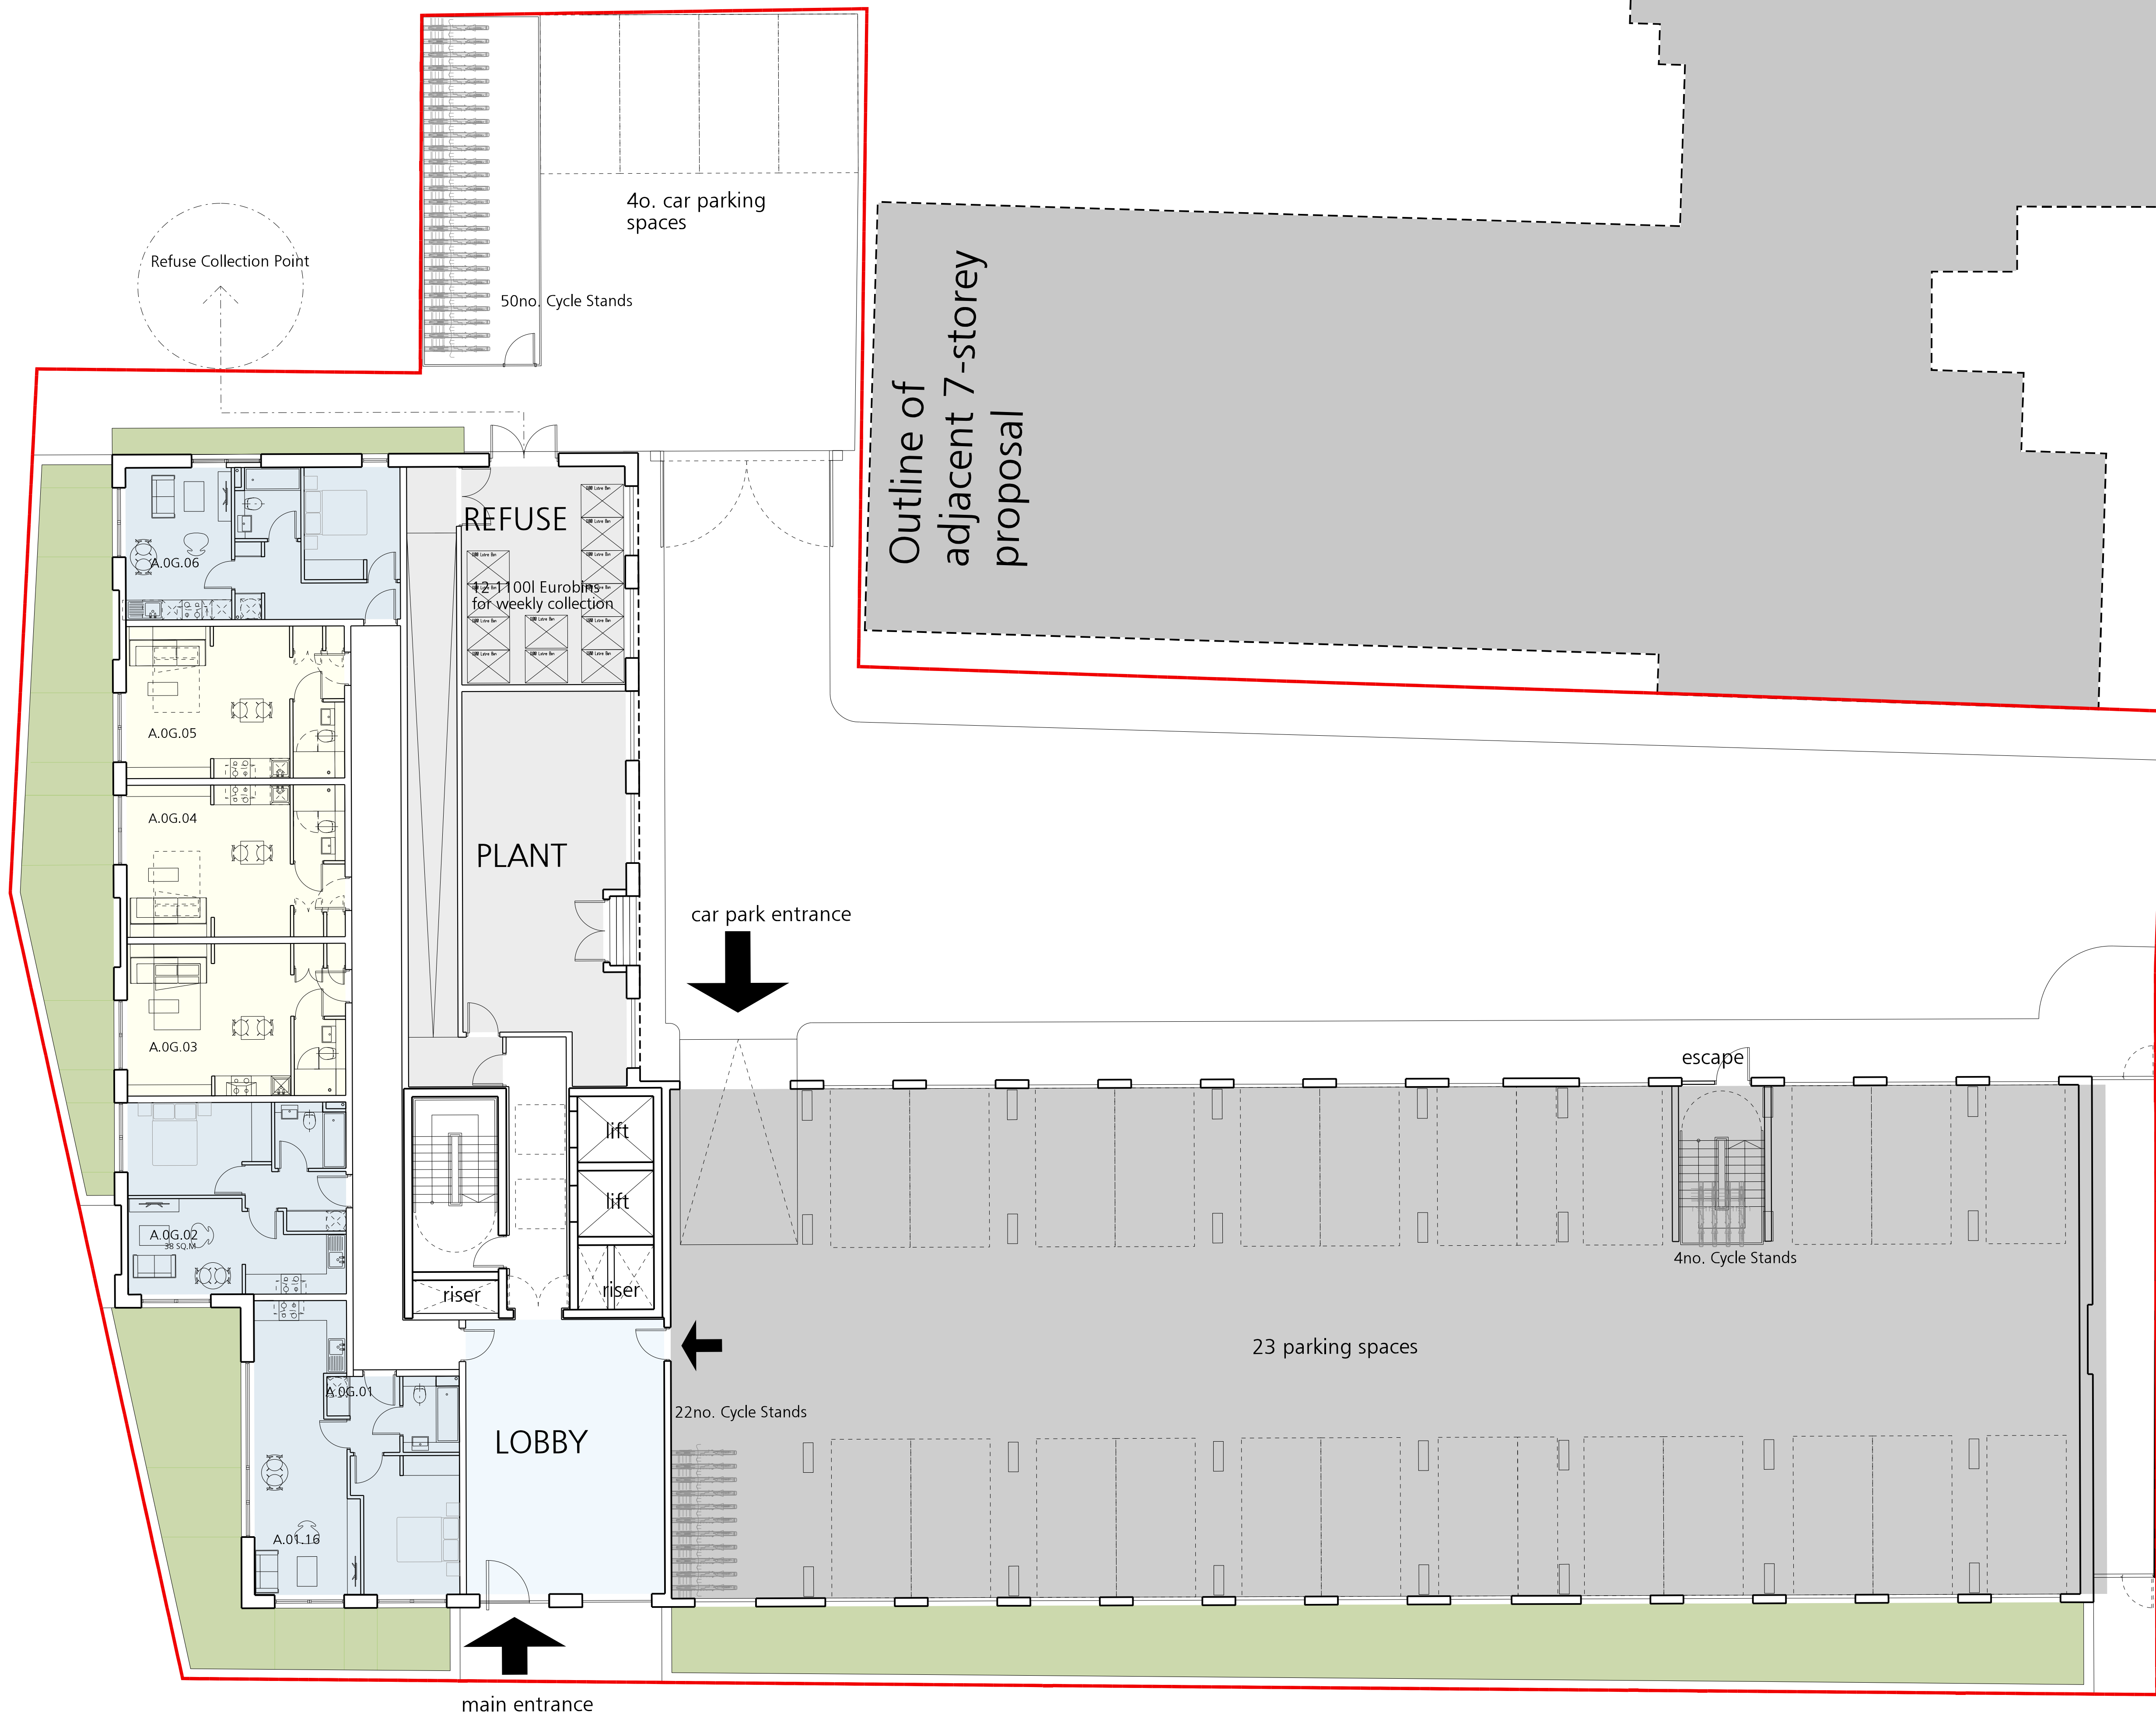 4o. car parking
spaces
Refuse Collection Point
50no. Cycle Stands
Outline of
adjacent 7-storey
proposal
REFUSE
12 1100l Eurobins
for weekly collection
A.0G.06
A.0G.05
A.0G.04
PLANT
car park entrance
A.0G.03
escape
lift
lift
A.0G.02
38 SQ.M
4no. Cycle Stands
riser
riser
23 parking spaces
A.0G.01
22no. Cycle Stands
LOBBY
A.01.16
main entrance